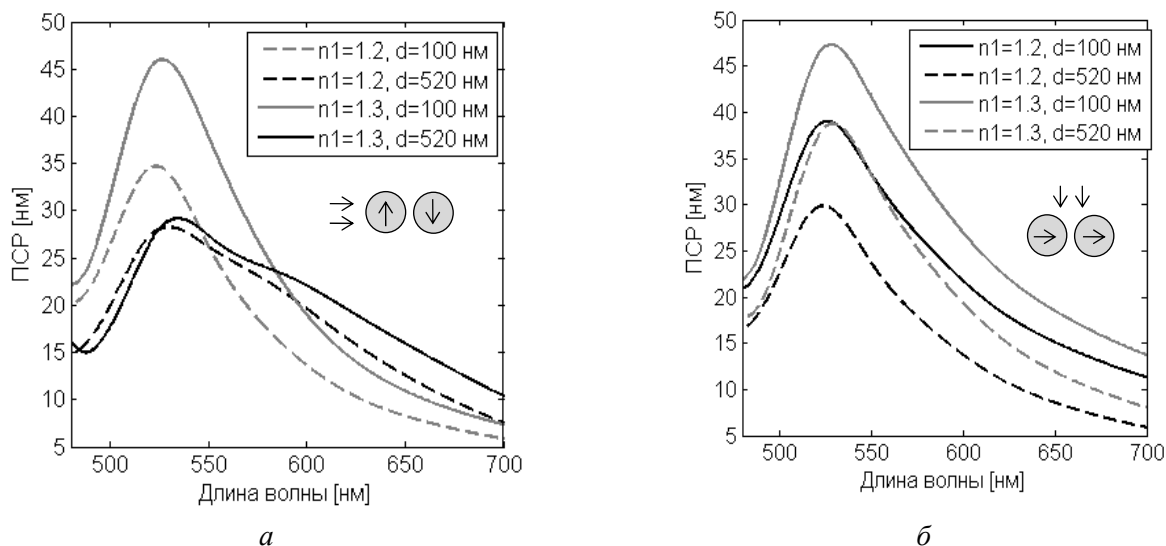 50
45
40
35
30
25
20
15
10
5
ПСР [нм]
n1=1.2, d=100 нм
n1=1.2, d=520 нм
n1=1.3, d=100 нм
n1=1.3, d=520 нм
500 550 600 650 700
Длина волны [нм]
а
50
45
40
35
30
25
20
15
10
5
ПСР [нм]
n1=1.2, d=100 нм
n1=1.2, d=520 нм
n1=1.3, d=100 нм
n1=1.3, d=520 нм
500 550 600 650 700
Длина волны [нм]
б